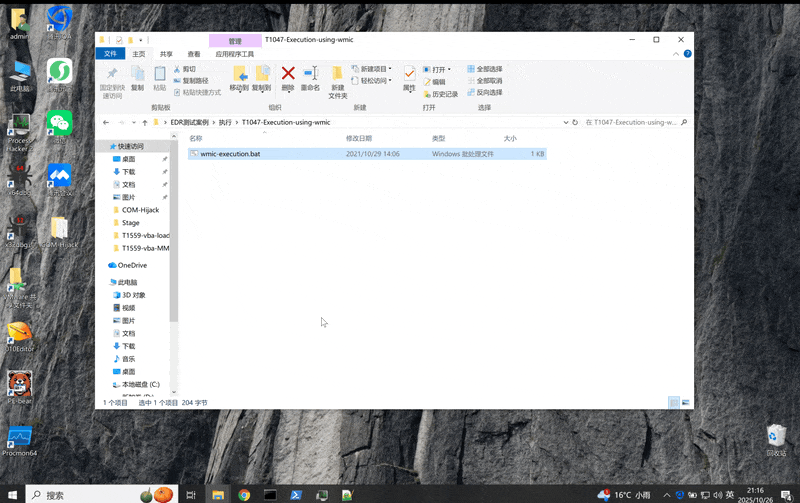 admin
此电脑
Process
Hacker
x64dbg
x32dbg
COM-Hijack
010Editor
PE-bear
Procmon64
回收站
管理
T1047-Execution-using-wmic
文件
主页
共享
查看
应用程序工具
固定到快
速访问
复制
粘贴
剪切
复制路径
粘贴快捷方式
剪贴板
移动到
复制到
删除
重命名
组织
新建
文件夹
新建项目
轻松访问
新建
属性
打开
编辑
历史记录
打开
全部选择
全部取消
反向选择
选择
EDR测试案例 › 执行 › T1047-Execution-using-wmic
在 T1047-Execution-using-w...
名称
修改日期
类型
大小
wmic-execution.bat
2021/10/29 14:06
Windows 批处理文件
1 KB
快速访问
桌面
下载
文档
图片
COM-Hijack
Stage
T1559-vba-load
T1559-vba-MM
OneDrive
此电脑
3D 对象
视频
图片
文档
下载
音乐
桌面
本地磁盘 (C:)
1 个项目
选中 1 个项目 204 字节
搜索
16°C 小雨
英
21:16
2025/10/26